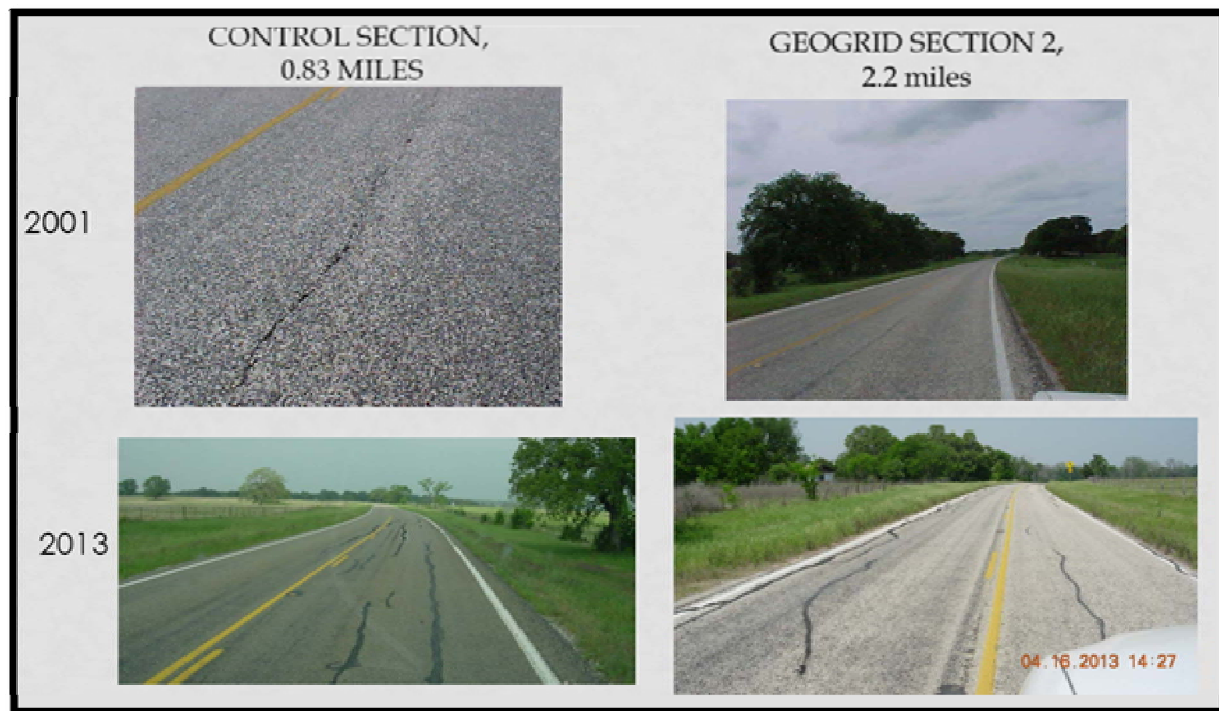 CONTROL SECTION,
0.83 MILES
GEOGRID SECTION 2,
2.2 miles
2001
2013
04.16.2013 14:27